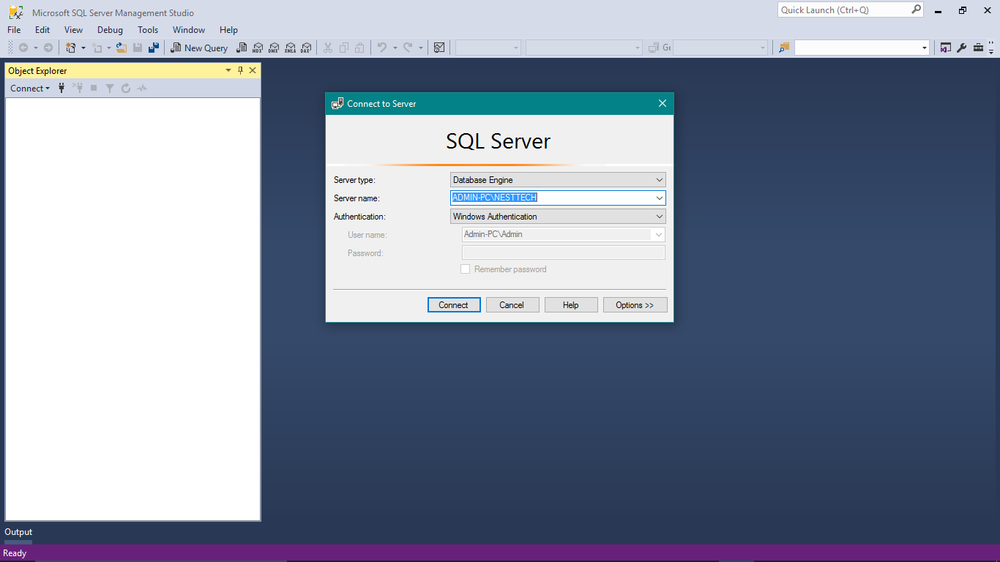 Microsoft SQL Server Management Studio
Quick Launch (Ctrl+Q)
File Edit View Debug Tools Window Help
New Query MDX DMX XMLA DAX
Object Explorer
Connect
Connect to Server
SQL Server
Server type: Database Engine
Server name: ADMIN-PC\NESTTECH
Authentication: Windows Authentication
User name: Admin-PC\Admin
Password:
Remember password
Connect Cancel Help Options >>
Output
Ready